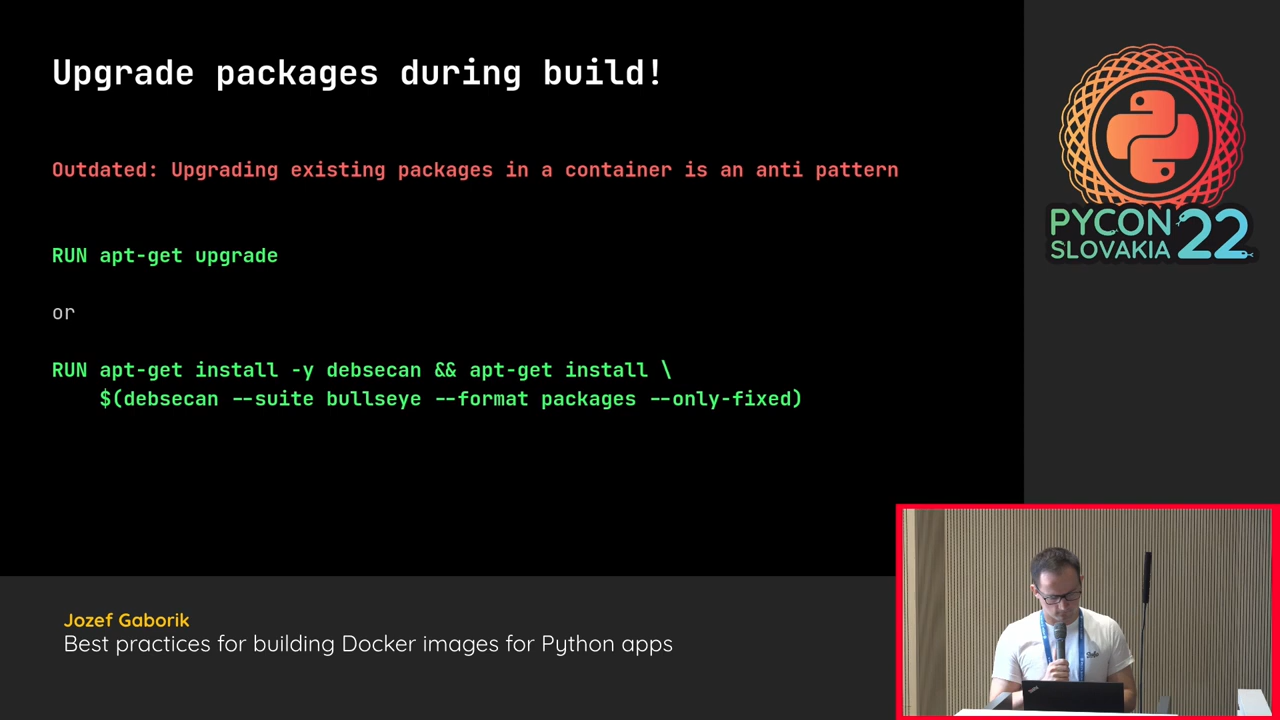 Upgrade packages during build!
Outdated: Upgrading existing packages in a container is an anti pattern
RUN apt-get upgrade
or
RUN apt-get install -y debsecan && apt-get install \
$(debsecan --suite bullseye --format packages --only-fixed)
PYCON
SLOVAKIA 22
Jozef Gaborik
Best practices for building Docker images for Python apps